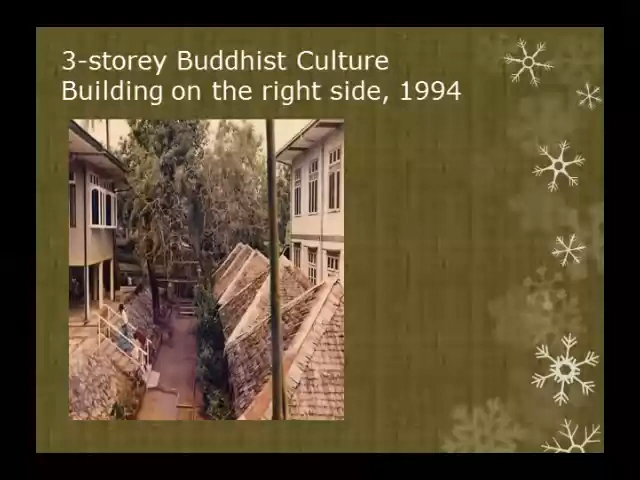 3-storey Buddhist Culture
Building on the right side, 1994